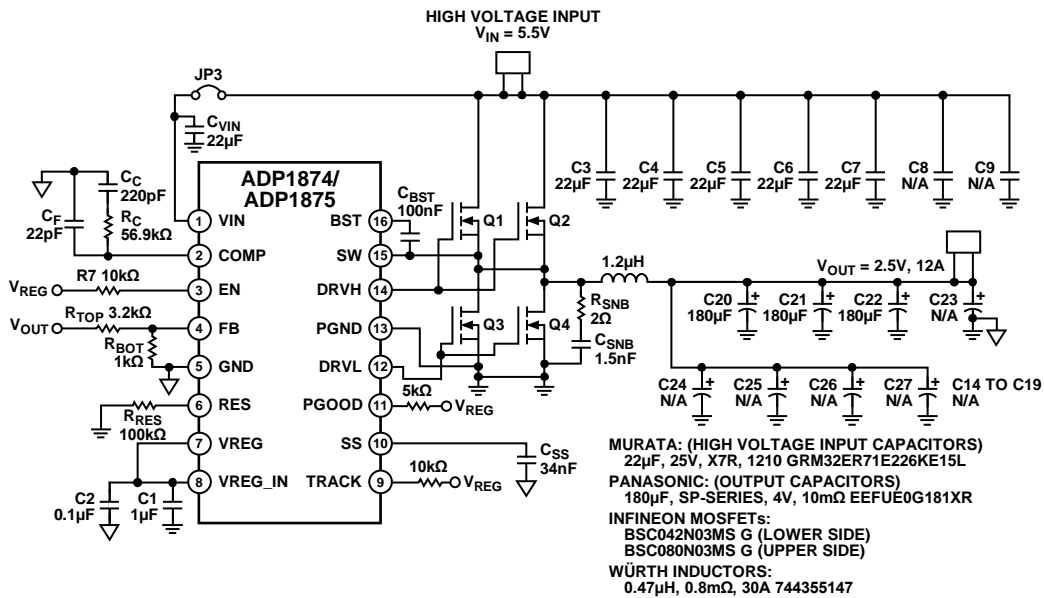 HIGH VOLTAGE INPUT
VIN = 5.5V
JP3
CVIN
22µF
CC
220pF
CF
22pF
RC
56.9kΩ
ADP1874/
ADP1875
1 VIN
2 COMP
3 EN
4 FB
5 GND
6 RES
7 VREG
8 VREG_IN
BST 16
SW 15
DRVH 14
PGND 13
DRVL 12
PGOOD 11
SS 10
TRACK 9
VREG R7 10kΩ
VOUT RTOP 3.2kΩ
RBOT
1kΩ
RRES
100kΩ
C2
0.1µF
C1
1µF
CBST
100nF
Q1
Q2
Q3
Q4
5kΩ
VREG
CSS
34nF
10kΩ
VREG
1.2µH
RSNB
2Ω
CSNB
1.5nF
C3
22µF
C4
22µF
C5
22µF
C6
22µF
C7
22µF
C8
N/A
C9
N/A
VOUT = 2.5V, 12A
C20
180µF
+
C21
180µF
+
C22
180µF
+
C23
N/A
+
C24
N/A
+
C25
N/A
+
C26
N/A
+
C27
N/A
+
C14 TO C19
N/A
MURATA: (HIGH VOLTAGE INPUT CAPACITORS)
22µF, 25V, X7R, 1210 GRM32ER71E226KE15L
PANASONIC: (OUTPUT CAPACITORS)
180µF, SP-SERIES, 4V, 10mΩ EEFUE0G181XR
INFINEON MOSFETs:
BSC042N03MS G (LOWER SIDE)
BSC080N03MS G (UPPER SIDE)
WÜRTH INDUCTORS:
0.47µH, 0.8mΩ, 30A 744355147